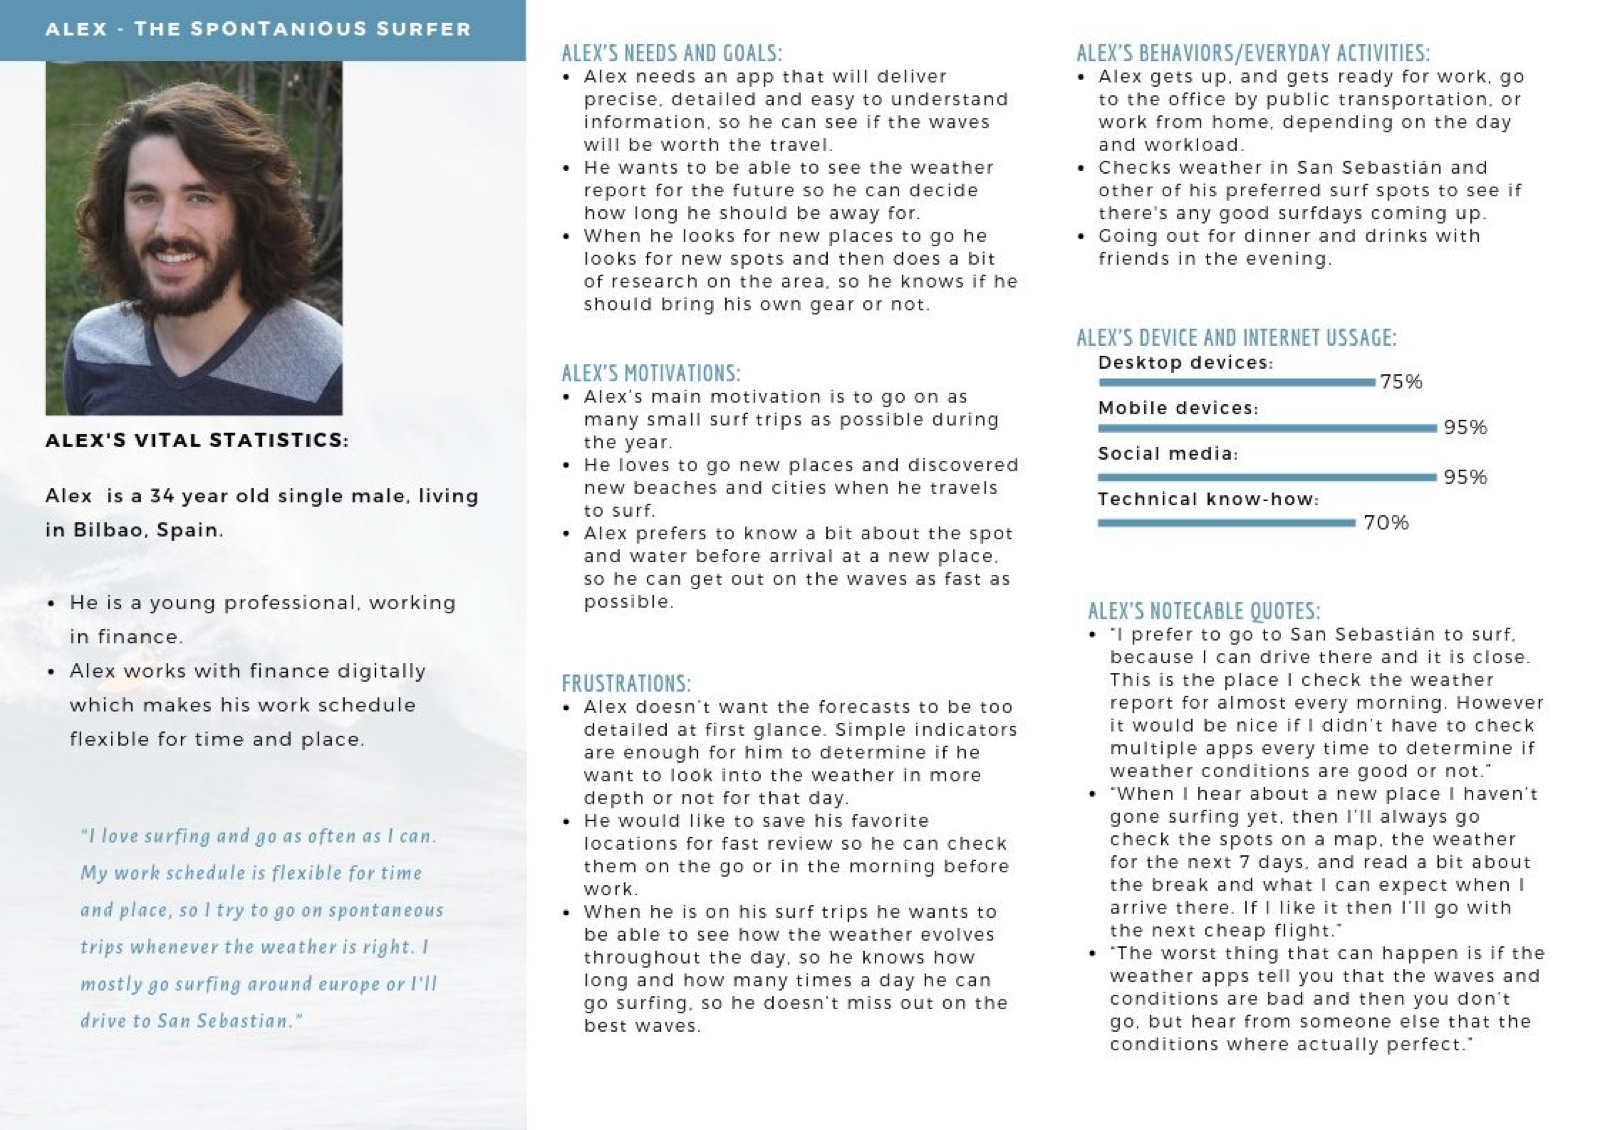 ALEX - THE SPONTANIOUS SURFER
ALEX'S VITAL STATISTICS:
Alex is a 34 year old single male, living
in Bilbao, Spain.
• He is a young professional, working
in finance.
• Alex works with finance digitally
which makes his work schedule
flexible for time and place.
"I love surfing and go as often as I can.
My work schedule is flexible for time
and place, so I try to go on spontaneous
trips whenever the weather is right. I
mostly go surfing around europe or I'll
drive to San Sebastian."
ALEX'S NEEDS AND GOALS:
• Alex needs an app that will deliver
precise, detailed and easy to understand
information, so he can see if the waves
will be worth the travel.
• He wants to be able to see the weather
report for the future so he can decide
how long he should be away for.
• When he looks for new places to go he
looks for new spots and then does a bit
of research on the area, so he knows if he
should bring his own gear or not.
ALEX'S MOTIVATIONS:
• Alex's main motivation is to go on as
many small surf trips as possible during
the year.
• He loves to go new places and discovered
new beaches and cities when he travels
to surf.
• Alex prefers to know a bit about the spot
and water before arrival at a new place,
so he can get out on the waves as fast as
possible.
FRUSTRATIONS:
• Alex doesn't want the forecasts to be too
detailed at first glance. Simple indicators
are enough for him to determine if he
want to look into the weather in more
depth or not for that day.
• He would like to save his favorite
locations for fast review so he can check
them on the go or in the morning before
work.
• When he is on his surf trips he wants to
be able to see how the weather evolves
throughout the day, so he knows how
long and how many times a day he can
go surfing, so he doesn't miss out on the
best waves.
ALEX'S BEHAVIORS/EVERYDAY ACTIVITIES:
• Alex gets up, and gets ready for work, go
to the office by public transportation, or
work from home, depending on the day
and workload.
• Checks weather in San Sebastián and
other of his preferred surf spots to see if
there's any good surfdays coming up.
• Going out for dinner and drinks with
friends in the evening.
ALEX'S DEVICE AND INTERNET USSAGE:
Desktop devices:
75%
Mobile devices:
95%
Social media:
95%
Technical know-how:
70%
ALEX'S NOTECABLE QUOTES:
• "I prefer to go to San Sebastián to surf,
because I can drive there and it is close.
This is the place I check the weather
report for almost every morning. However
it would be nice if I didn't have to check
multiple apps every time to determine if
weather conditions are good or not."
• "When I hear about a new place I haven't
gone surfing yet, then I'll always go
check the spots on a map, the weather
for the next 7 days, and read a bit about
the break and what I can expect when I
arrive there. If I like it then I'll go with
the next cheap flight."
• "The worst thing that can happen is if the
weather apps tell you that the waves and
conditions are bad and then you don't
go, but hear from someone else that the
conditions where actually perfect."